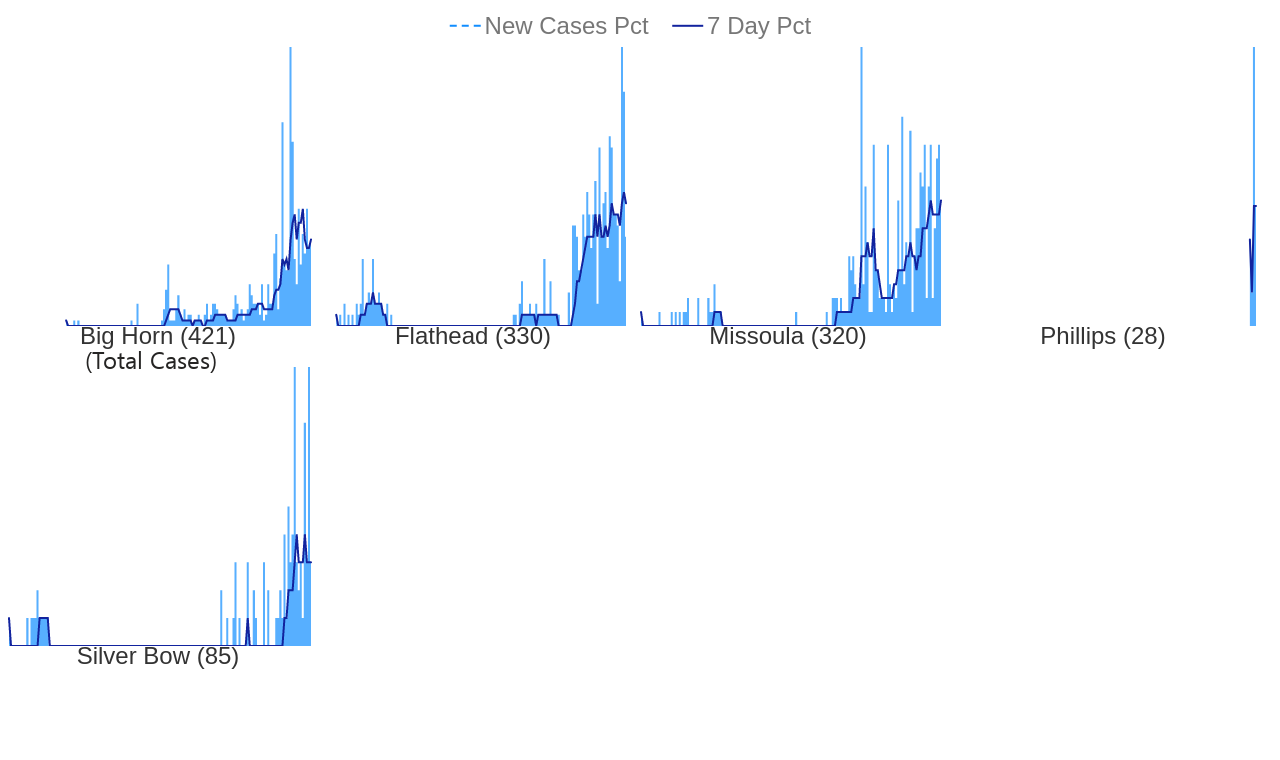 New Cases Pct 7 Day Pct
Big Horn (421) Flathead (330) Missoula (320) Phillips (28)
(Total Cases)
Silver Bow (85)